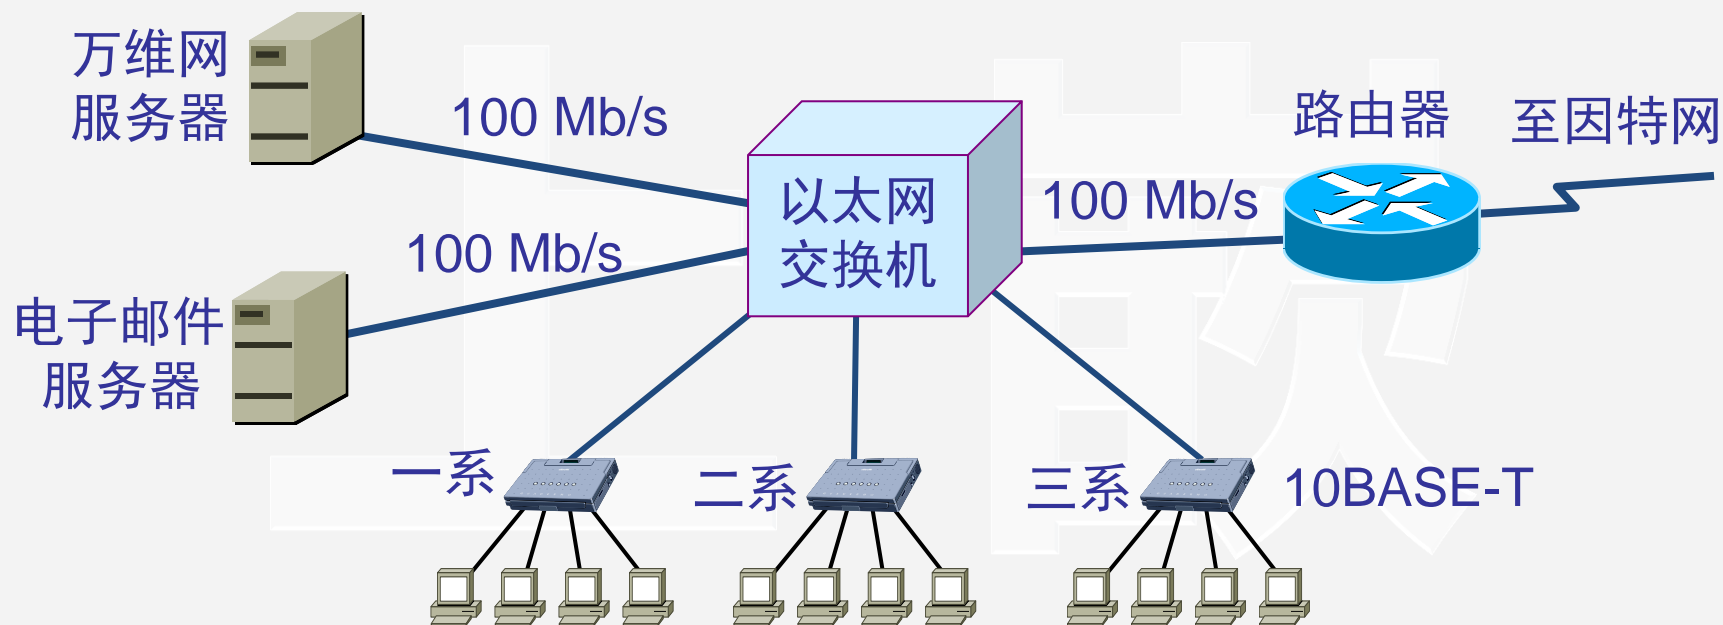 万维网
服务器
100 Mb/s
以太网
交换机
100 Mb/s
路由器
至因特网
100 Mb/s
电子邮件
服务器
一系
二系
三系
10BASE-T